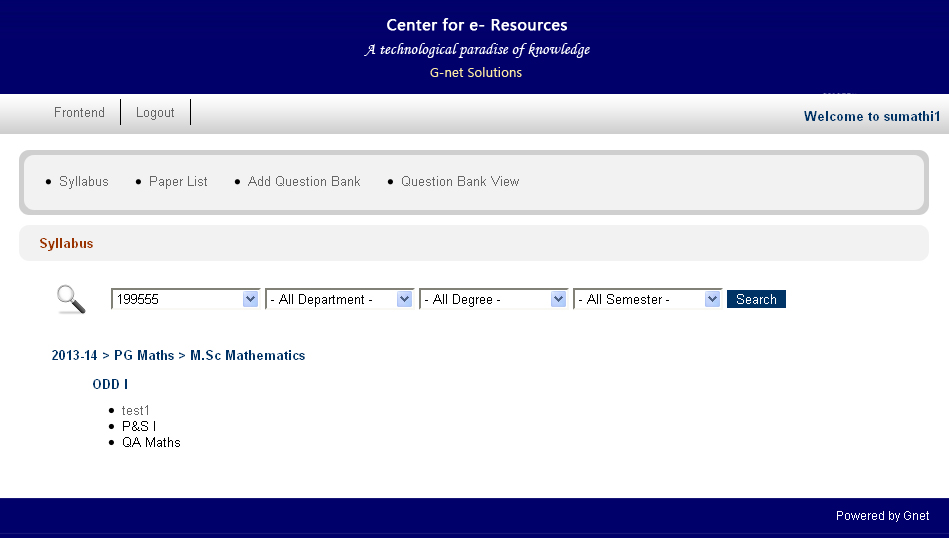 Center for e- Resources
A technological paradise of knowledge
G-net Solutions
Frontend Logout Welcome to sumathi1
Syllabus Paper List Add Question Bank Question Bank View
Syllabus
199555 - All Department - - All Degree - - All Semester - Search
2013-14 > PG Maths > M.Sc Mathematics
ODD I
test1
P&S I
QA Maths
Powered by Gnet